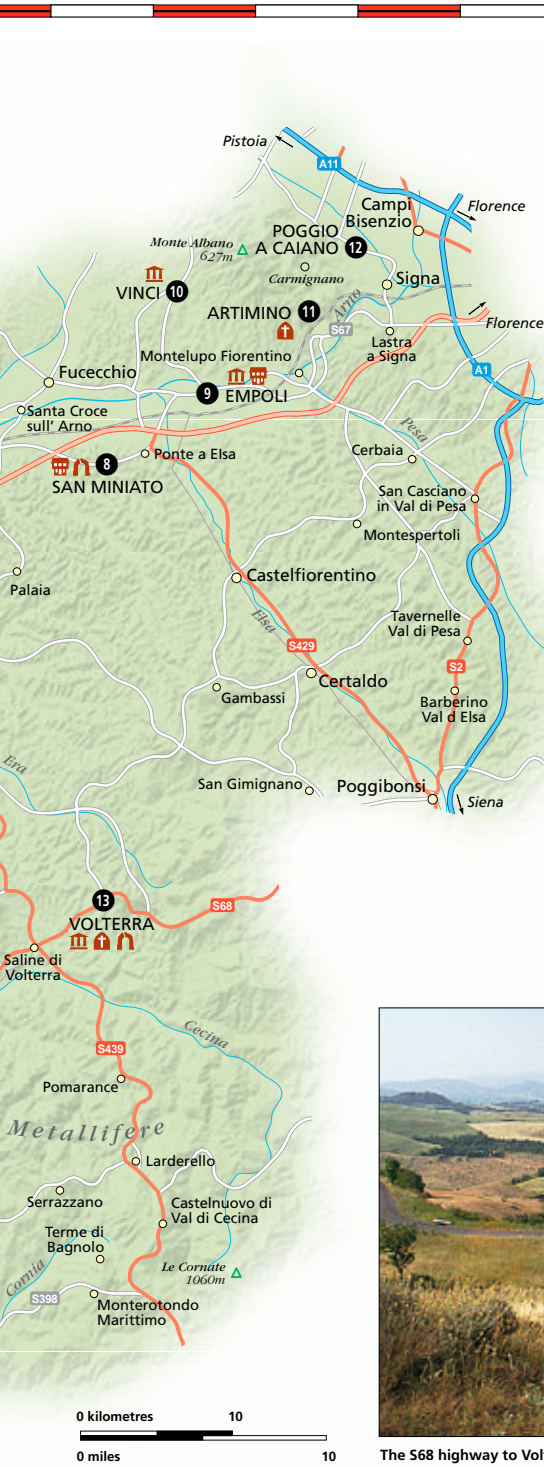 Pistoia
A11
Florence
Campi
Bisenzio
POGGIO
A CAIANO
12
Monte Albano
627m
Carmignano
VINCI
10
Signa
ARTIMINO
11
Arno
S67
Florence
Lastra
a Signa
Montelupo Fiorentino
Fucecchio
A1
9
EMPOLI
Santa Croce
sull' Arno
Pesa
Cerbaia
Ponte a Elsa
8
SAN MINIATO
San Casciano
in Val di Pesa
Montespertoli
Palaia
Castelfiorentino
Elsa
Tavernelle
Val di Pesa
S429
S2
Certaldo
Gambassi
Barberino
Val d Elsa
Era
San Gimignano
Poggibonsi
Siena
13
VOLTERRA
S68
Saline di
Volterra
Cecina
S439
Pomarance
Metallifere
Larderello
Serrazzano
Castelnuovo di
Val di Cecina
Terme di
Bagnolo
Le Cornate
1060m
Cornia
S398
Monterotondo
Marittimo
0 kilometres 10
0 miles 10
The S68 highway to Vol